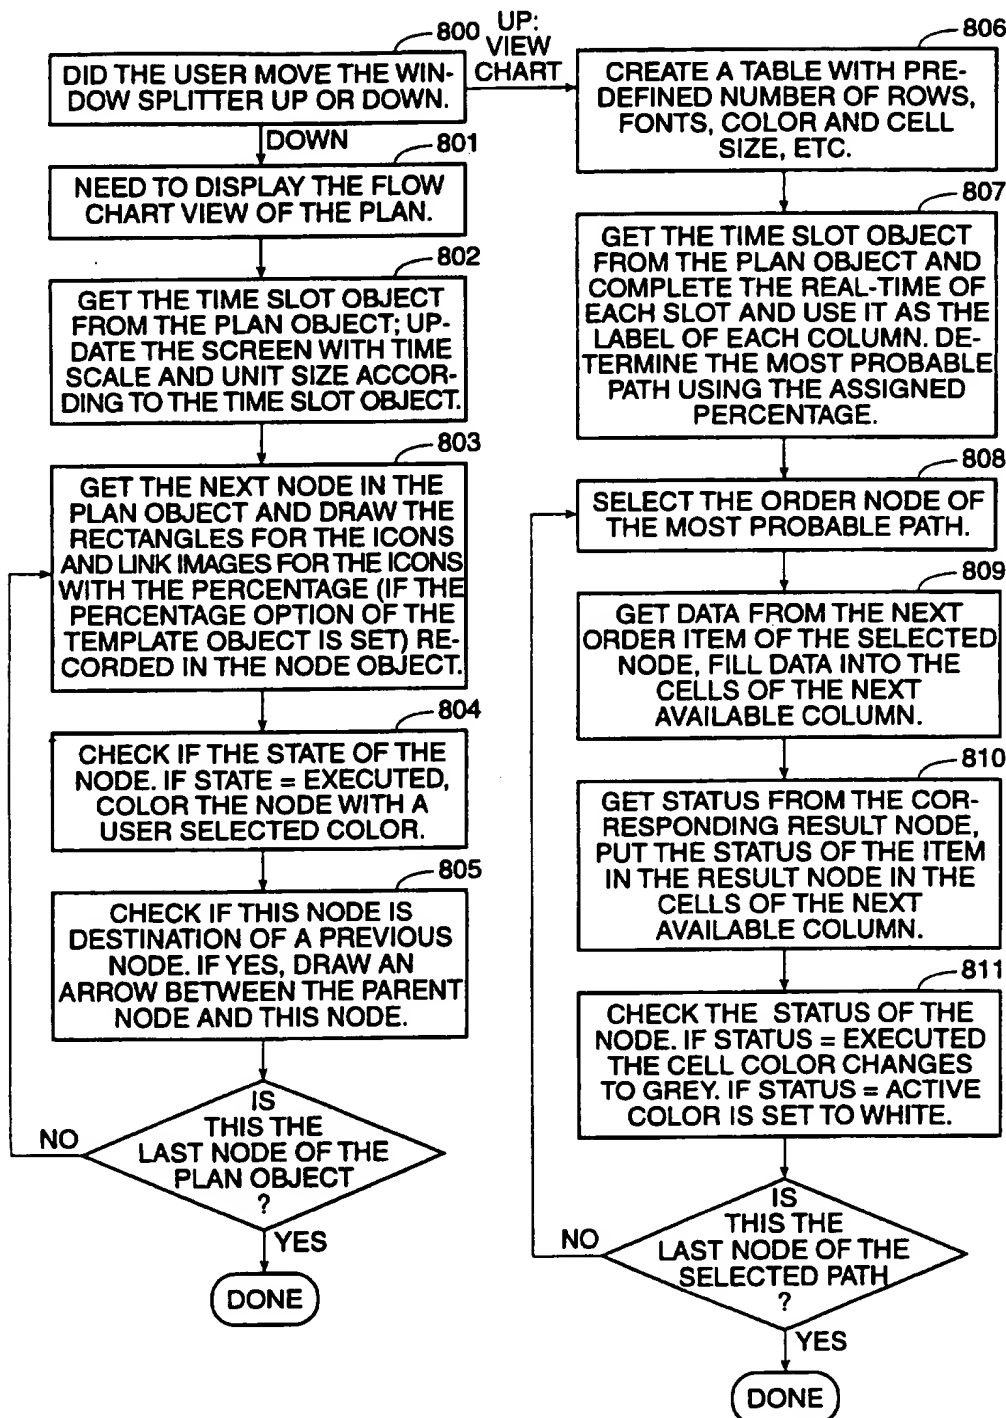 800
DID THE USER MOVE THE WIN-
DOW SPLITTER UP OR DOWN.
UP:
VIEW
CHART
DOWN
801
NEED TO DISPLAY THE FLOW
CHART VIEW OF THE PLAN.
802
GET THE TIME SLOT OBJECT
FROM THE PLAN OBJECT; UP-
DATE THE SCREEN WITH TIME
SCALE AND UNIT SIZE ACCOR-
DING TO THE TIME SLOT OBJECT.
803
GET THE NEXT NODE IN THE
PLAN OBJECT AND DRAW THE
RECTANGLES FOR THE ICONS
AND LINK IMAGES FOR THE ICONS
WITH THE PERCENTAGE (IF THE
PERCENTAGE OPTION OF THE
TEMPLATE OBJECT IS SET) RE-
CORDED IN THE NODE OBJECT.
804
CHECK IF THE STATE OF THE
NODE. IF STATE = EXECUTED,
COLOR THE NODE WITH A
USER SELECTED COLOR.
805
CHECK IF THIS NODE IS
DESTINATION OF A PREVIOUS
NODE. IF YES, DRAW AN
ARROW BETWEEN THE PARENT
NODE AND THIS NODE.
IS
THIS THE
LAST NODE OF THE
PLAN OBJECT
?
NO
YES
DONE
806
CREATE A TABLE WITH PRE-
DEFINED NUMBER OF ROWS,
FONTS, COLOR AND CELL
SIZE, ETC.
807
GET THE TIME SLOT OBJECT
FROM THE PLAN OBJECT AND
COMPLETE THE REAL-TIME OF
EACH SLOT AND USE IT AS THE
LABEL OF EACH COLUMN. DE-
TERMINE THE MOST PROBABLE
PATH USING THE ASSIGNED
PERCENTAGE.
808
SELECT THE ORDER NODE OF
THE MOST PROBABLE PATH.
809
GET DATA FROM THE NEXT
ORDER ITEM OF THE SELECTED
NODE, FILL DATA INTO THE
CELLS OF THE NEXT
AVAILABLE COLUMN.
810
GET STATUS FROM THE COR-
RESPONDING RESULT NODE,
PUT THE STATUS OF THE ITEM
IN THE RESULT NODE IN THE
CELLS OF THE NEXT
AVAILABLE COLUMN.
811
CHECK THE STATUS OF THE
NODE. IF STATUS = EXECUTED
THE CELL COLOR CHANGES
TO GREY. IF STATUS = ACTIVE
COLOR IS SET TO WHITE.
IS
THIS THE
LAST NODE OF THE
SELECTED PATH
?
NO
YES
DONE